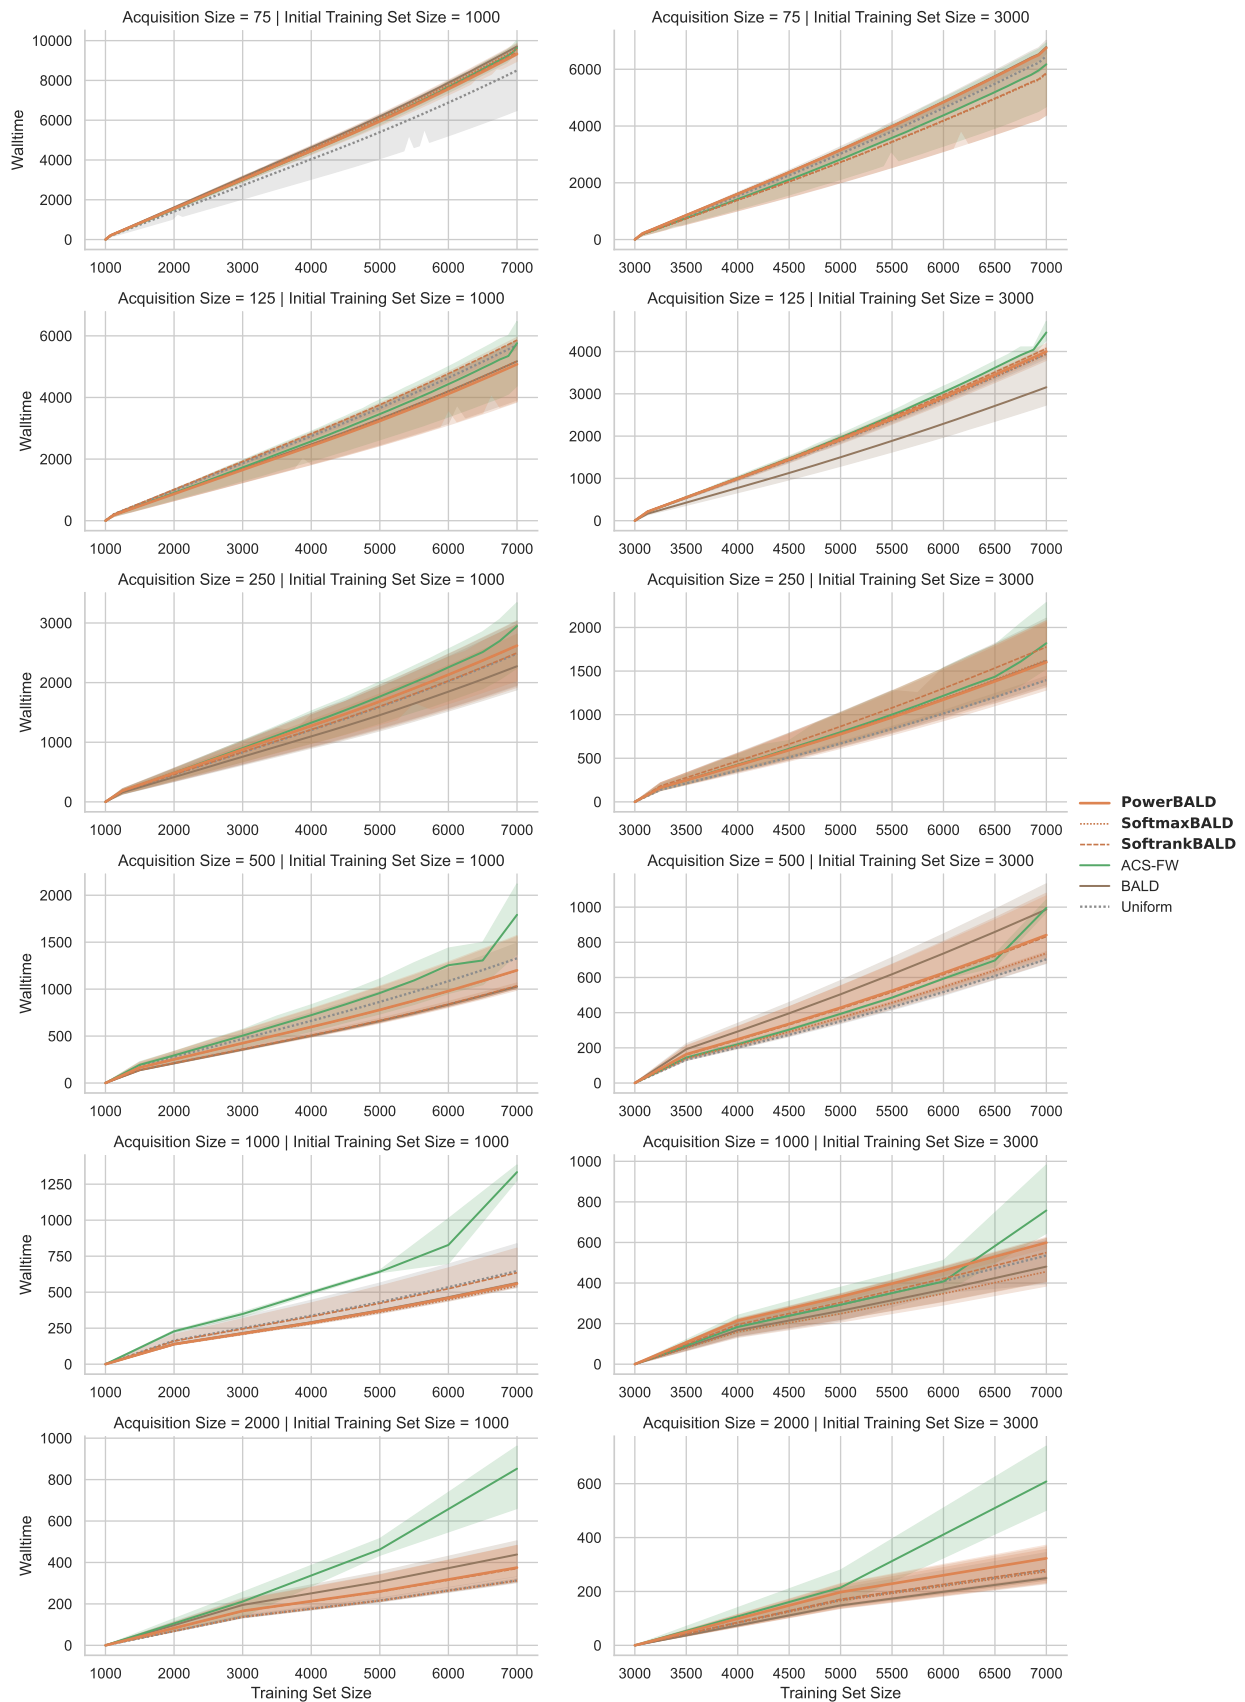 Acquisition Size = 75 | Initial Training Set Size = 1000
Acquisition Size = 75 | Initial Training Set Size = 3000
Walltime
10000
8000
6000
4000
2000
0
1000 2000 3000 4000 5000 6000 7000
6000
4000
2000
0
3000 3500 4000 4500 5000 5500 6000 6500 7000
Acquisition Size = 125 | Initial Training Set Size = 1000
Acquisition Size = 125 | Initial Training Set Size = 3000
Walltime
6000
4000
2000
0
1000 2000 3000 4000 5000 6000 7000
4000
3000
2000
1000
0
3000 3500 4000 4500 5000 5500 6000 6500 7000
Acquisition Size = 250 | Initial Training Set Size = 1000
Acquisition Size = 250 | Initial Training Set Size = 3000
Walltime
3000
2000
1000
0
1000 2000 3000 4000 5000 6000 7000
2000
1500
1000
500
0
3000 3500 4000 4500 5000 5500 6000 6500 7000
PowerBALD
SoftmaxBALD
SoftrankBALD
ACS-FW
BALD
Uniform
Acquisition Size = 500 | Initial Training Set Size = 1000
Acquisition Size = 500 | Initial Training Set Size = 3000
Walltime
2000
1500
1000
500
0
1000 2000 3000 4000 5000 6000 7000
1000
800
600
400
200
0
3000 3500 4000 4500 5000 5500 6000 6500 7000
Acquisition Size = 1000 | Initial Training Set Size = 1000
Acquisition Size = 1000 | Initial Training Set Size = 3000
Walltime
1250
1000
750
500
250
0
1000 2000 3000 4000 5000 6000 7000
1000
800
600
400
200
0
3000 3500 4000 4500 5000 5500 6000 6500 7000
Acquisition Size = 2000 | Initial Training Set Size = 1000
Acquisition Size = 2000 | Initial Training Set Size = 3000
Walltime
1000
800
600
400
200
0
1000 2000 3000 4000 5000 6000 7000
Training Set Size
600
400
200
0
3000 3500 4000 4500 5000 5500 6000 6500 7000
Training Set Size